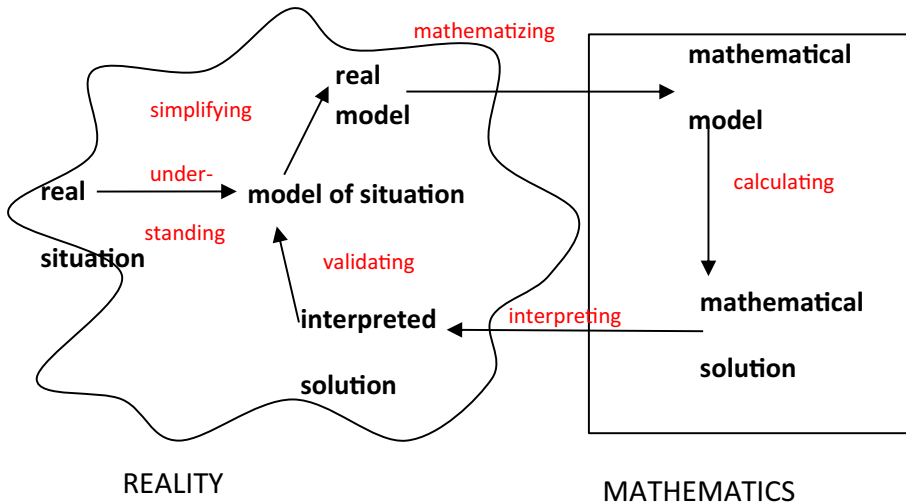 mathematizing
real
model
simplifying
mathematical
model
real
under-
standing
situation
model of situation
calculating
validating
interpreted
solution
interpreting
mathematical
solution
REALITY
MATHEMATICS